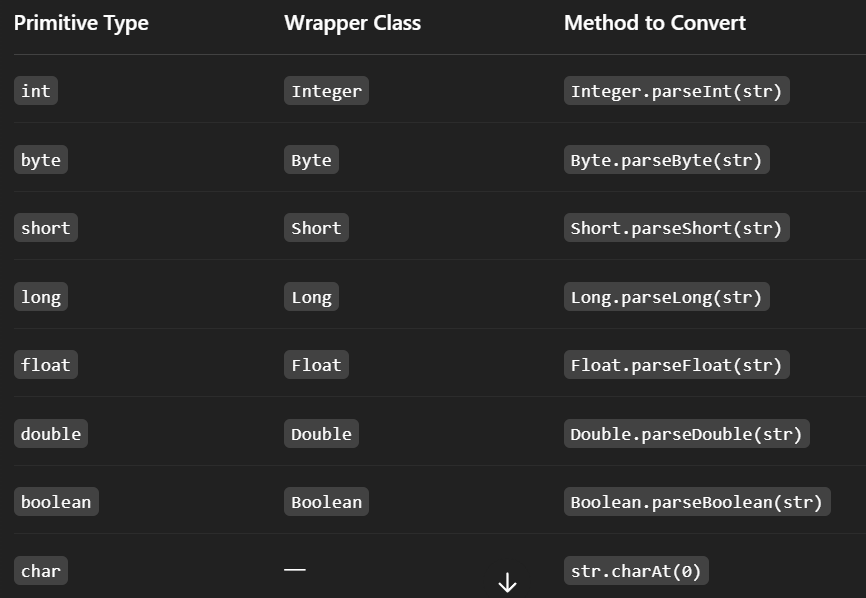 Primitive Type Wrapper Class Method to Convert
int Integer Integer.parseInt(str)
byte Byte Byte.parseByte(str)
short Short Short.parseShort(str)
long Long Long.parseLong(str)
float Float Float.parseFloat(str)
double Double Double.parseDouble(str)
boolean Boolean Boolean.parseBoolean(str)
char — str.charAt(0)